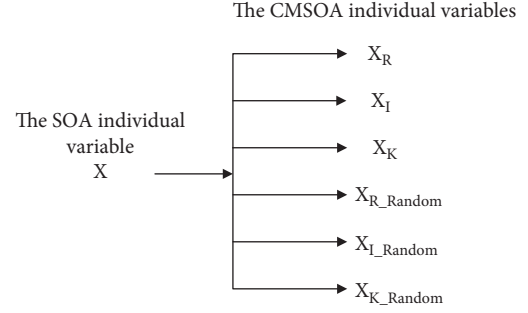 The CMSOA individual variables
X_R
X_I
The SOA individual
variable
X
X_K
X_R_Random
X_I_Random
X_K_Random